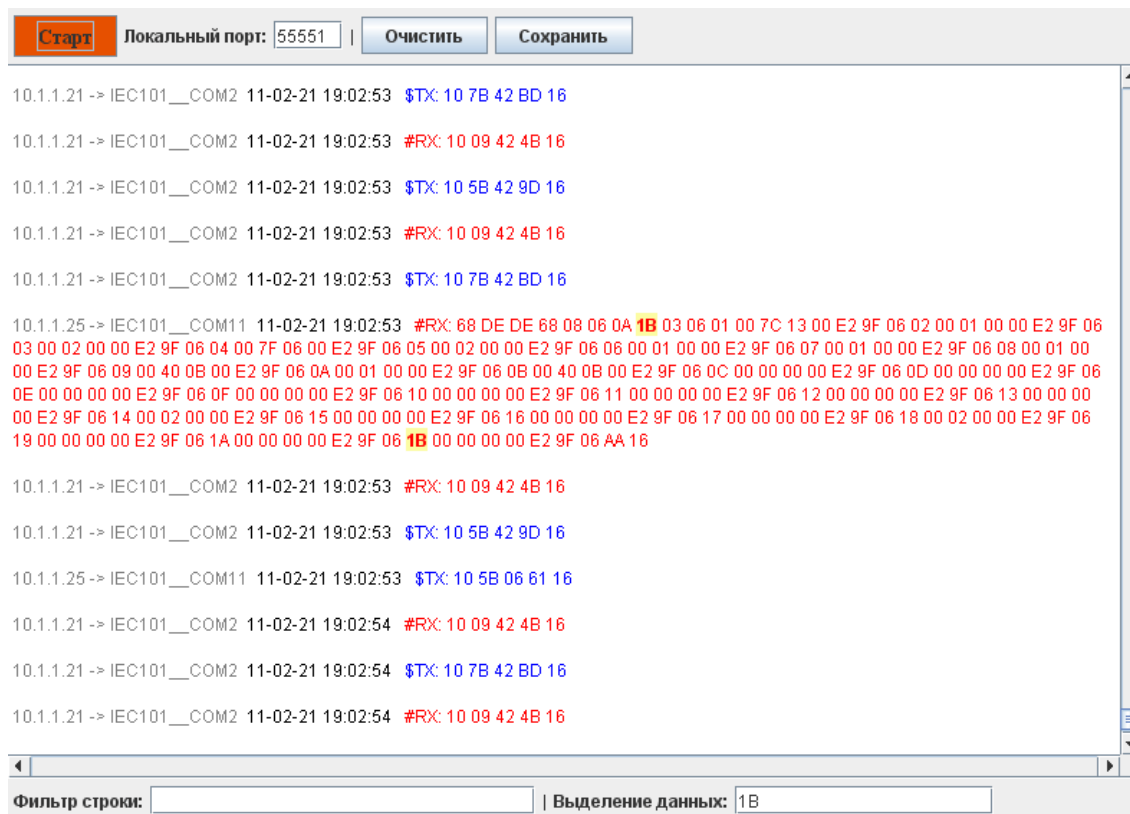 Старт Локальный порт: 55551 | Очистить Сохранить
10.1.1.21 -> IEC101__COM2 11-02-21 19:02:53 $TX: 10 7B 42 BD 16
10.1.1.21 -> IEC101__COM2 11-02-21 19:02:53 #RX: 10 09 42 4B 16
10.1.1.21 -> IEC101__COM2 11-02-21 19:02:53 $TX: 10 5B 42 9D 16
10.1.1.21 -> IEC101__COM2 11-02-21 19:02:53 #RX: 10 09 42 4B 16
10.1.1.21 -> IEC101__COM2 11-02-21 19:02:53 $TX: 10 7B 42 BD 16
10.1.1.25 -> IEC101__COM11 11-02-21 19:02:53 #RX: 68 DE DE 68 08 06 0A 1B 03 06 01 00 7C 13 00 E2 9F 06 02 00 01 00 00 E2 9F 06
03 00 02 00 00 E2 9F 06 04 00 7F 06 00 E2 9F 06 05 00 02 00 00 E2 9F 06 06 00 01 00 00 E2 9F 06 07 00 01 00 00 E2 9F 06 08 00 01 00
00 E2 9F 06 09 00 40 0B 00 E2 9F 06 0A 00 01 00 00 E2 9F 06 0B 00 40 0B 00 E2 9F 06 0C 00 00 00 00 E2 9F 06 0D 00 00 00 00 E2 9F 06
0E 00 00 00 00 E2 9F 06 0F 00 00 00 00 E2 9F 06 10 00 00 00 00 E2 9F 06 11 00 00 00 00 E2 9F 06 12 00 00 00 00 E2 9F 06 13 00 00 00
00 E2 9F 06 14 00 02 00 00 E2 9F 06 15 00 00 00 00 E2 9F 06 16 00 00 00 00 E2 9F 06 17 00 00 00 00 E2 9F 06 18 00 02 00 00 E2 9F 06
19 00 00 00 00 E2 9F 06 1A 00 00 00 00 E2 9F 06 1B 00 00 00 00 E2 9F 06 AA 16
10.1.1.21 -> IEC101__COM2 11-02-21 19:02:53 #RX: 10 09 42 4B 16
10.1.1.21 -> IEC101__COM2 11-02-21 19:02:53 $TX: 10 5B 42 9D 16
10.1.1.25 -> IEC101__COM11 11-02-21 19:02:53 $TX: 10 5B 06 61 16
10.1.1.21 -> IEC101__COM2 11-02-21 19:02:54 #RX: 10 09 42 4B 16
10.1.1.21 -> IEC101__COM2 11-02-21 19:02:54 $TX: 10 7B 42 BD 16
10.1.1.21 -> IEC101__COM2 11-02-21 19:02:54 #RX: 10 09 42 4B 16
Фильтр строки: | Выделение данных: 1B